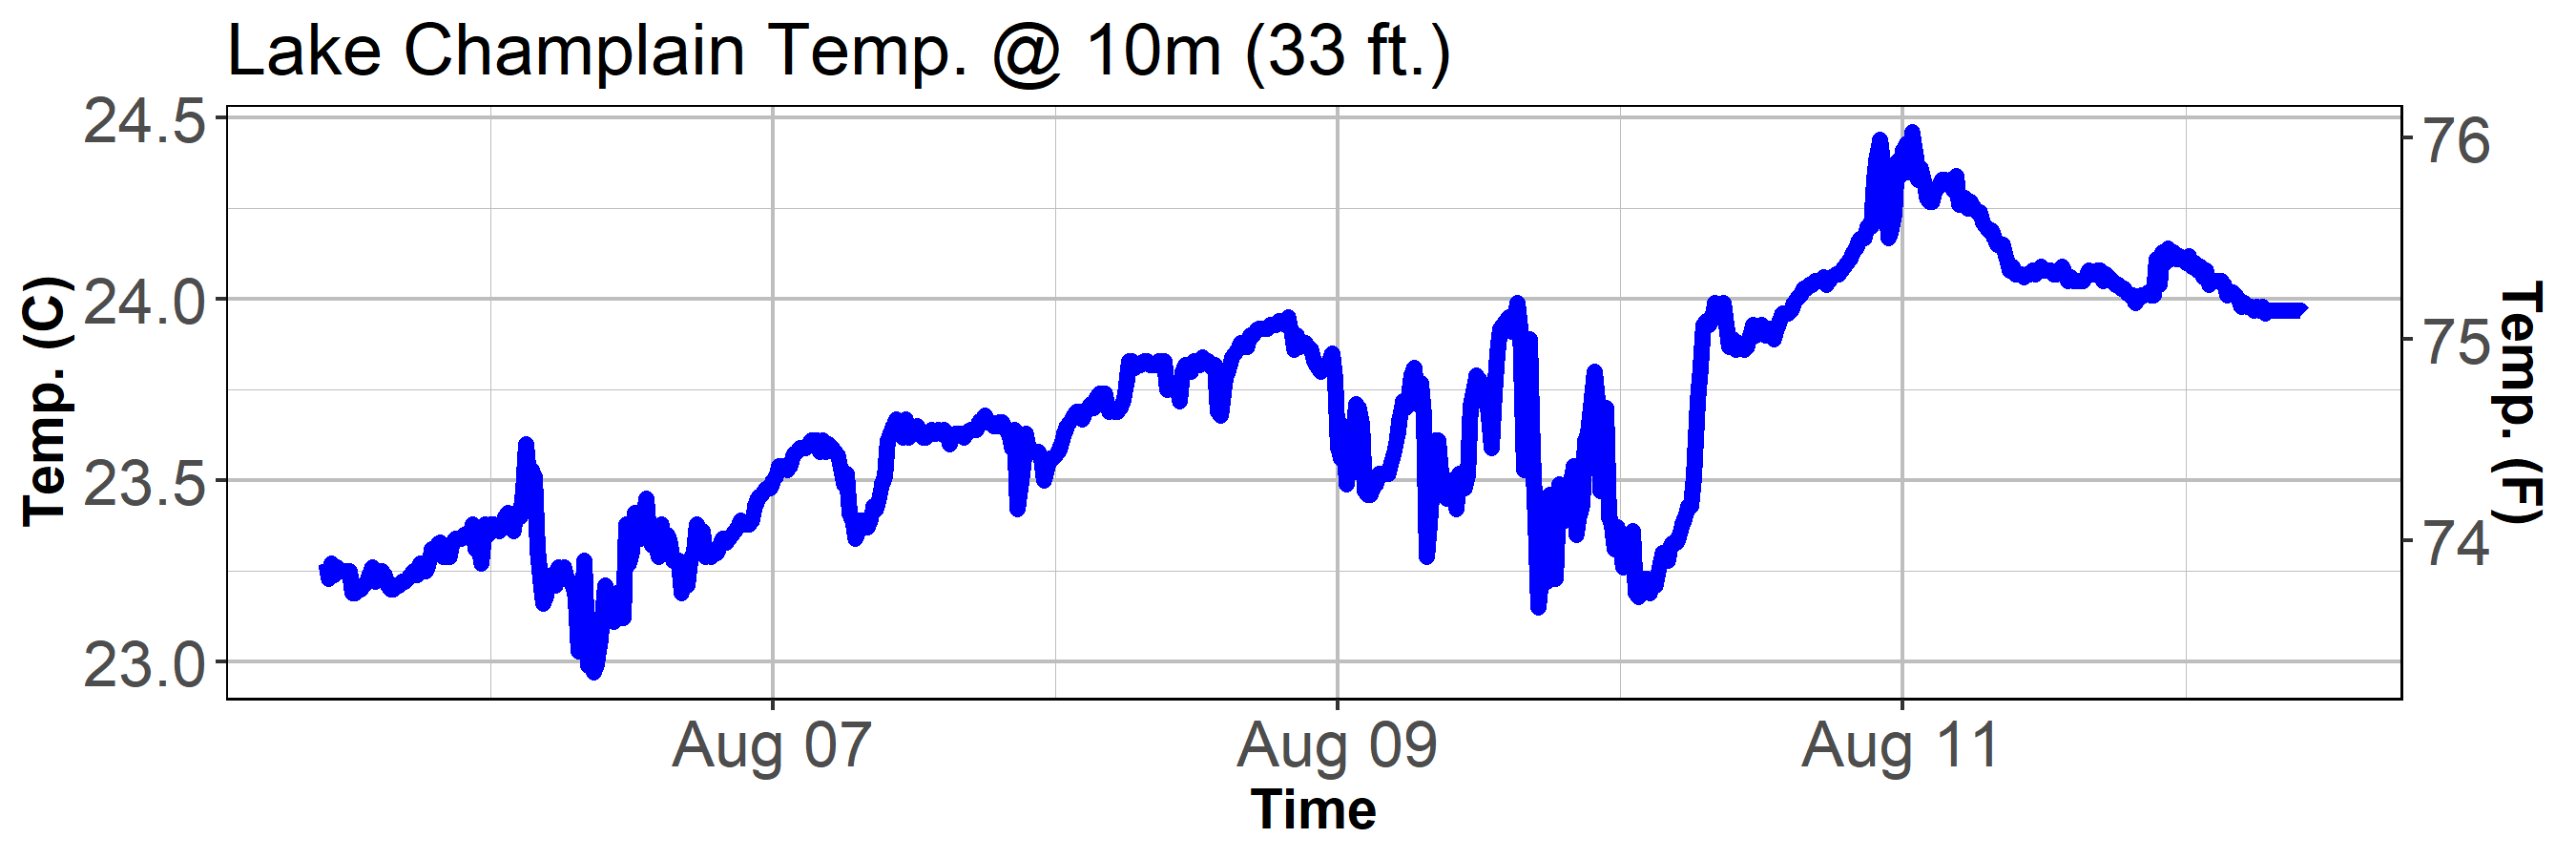 Lake Champlain Temp. @ 10m (33 ft.)
24.5
24.0
23.5
23.0
Temp. (C)
76
75
74
Temp. (F)
Aug 07 Aug 09 Aug 11
Time